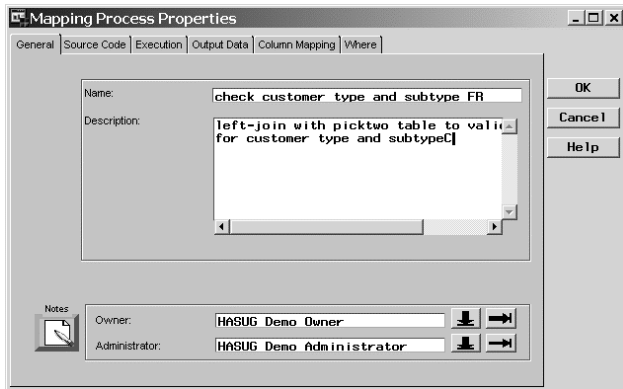 Mapping Process Properties
General Source Code Execution Output Data Column Mapping Where
Name: check customer type and subtype FR
OK
Description: left-join with picktwo table to vali
for customer type and subtypeC
Cancel
Help
Notes
Owner: HASUG Demo Owner
Administrator: HASUG Demo Administrator